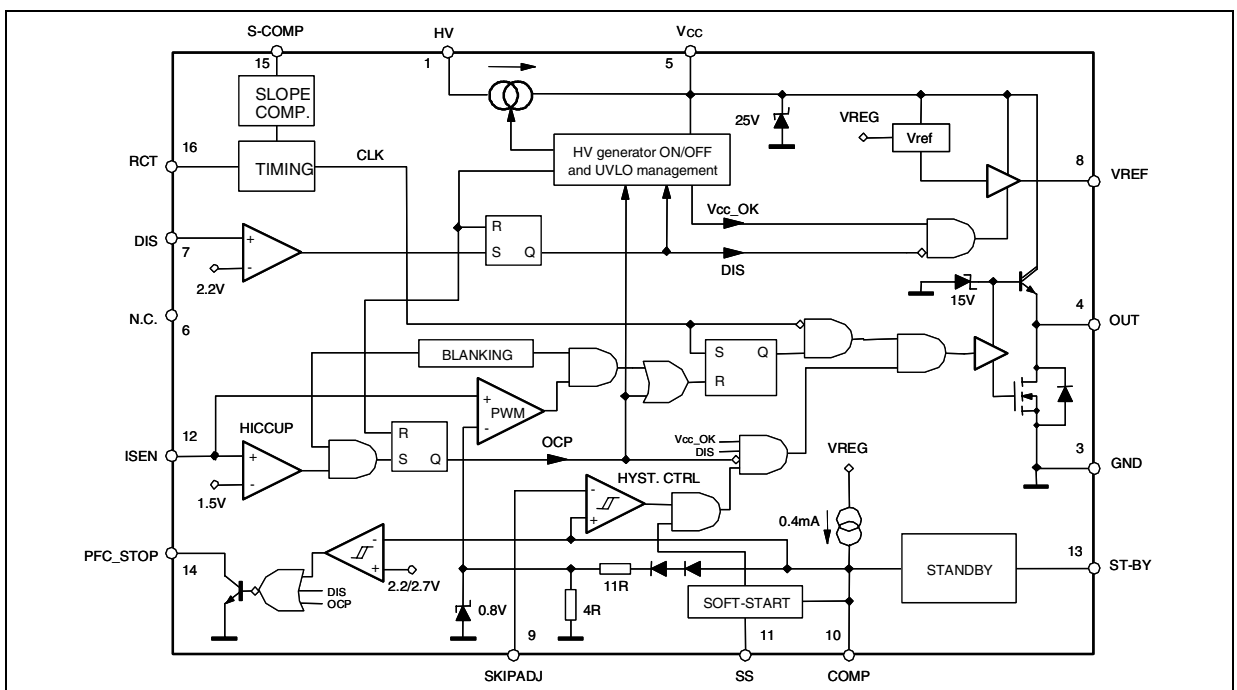 S-COMP
HV
VCC
15
1
5
SLOPE
COMP.
25V
VREG
Vref
RCT
16
TIMING
CLK
HV generator ON/OFF
and UVLO management
8
VREF
Vcc_OK
DIS
7
+
-
2.2V
R
S
Q
DIS
15V
4
OUT
N.C.
6
BLANKING
S
Q
R
+
-
PWM
12
ISEN
HICCUP
+
-
1.5V
R
S
Q
OCP
Vcc_OK
DIS
VREG
3
GND
HYST. CTRL
-
+
0.4mA
PFC_STOP
14
-
+
2.2/2.7V
DIS
OCP
STANDBY
13
ST-BY
11R
0.8V
4R
SOFT-START
9
11
10
SKIPADJ
SS
COMP